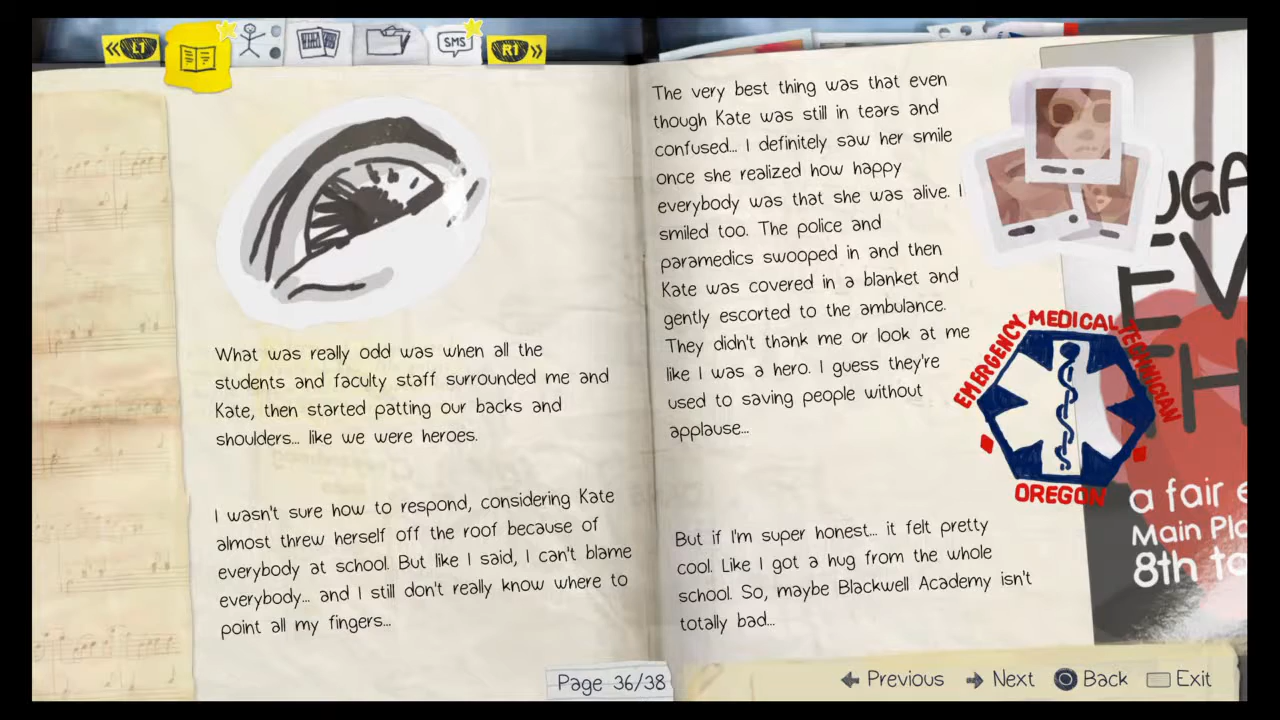 L1
SMS
R1
What was really odd was when all the
students and faculty staff surrounded me and
Kate, then started patting our backs and
shoulders... like we were heroes.
I wasn't sure how to respond, considering Kate
almost threw herself off the roof because of
everybody at school. But like I said, I can't blame
everybody... and I still don't really know where to
point all my fingers...
The very best thing was that even
though Kate was still in tears and
confused... I definitely saw her smile
once she realized how happy
everybody was that she was alive. I
smiled too. The police and
paramedics swooped in and then
Kate was covered in a blanket and
gently escorted to the ambulance.
They didn't thank me or look at me
like I was a hero. I guess they're
used to saving people without
applause...
But if I'm super honest... it felt pretty
cool. Like I got a hug from the whole
school. So, maybe Blackwell Academy isn't
totally bad...
EMERGENCY MEDICAL TECHNICIAN
OREGON
a fair
8th
Page 36/38
Previous
Next
Back
Exit